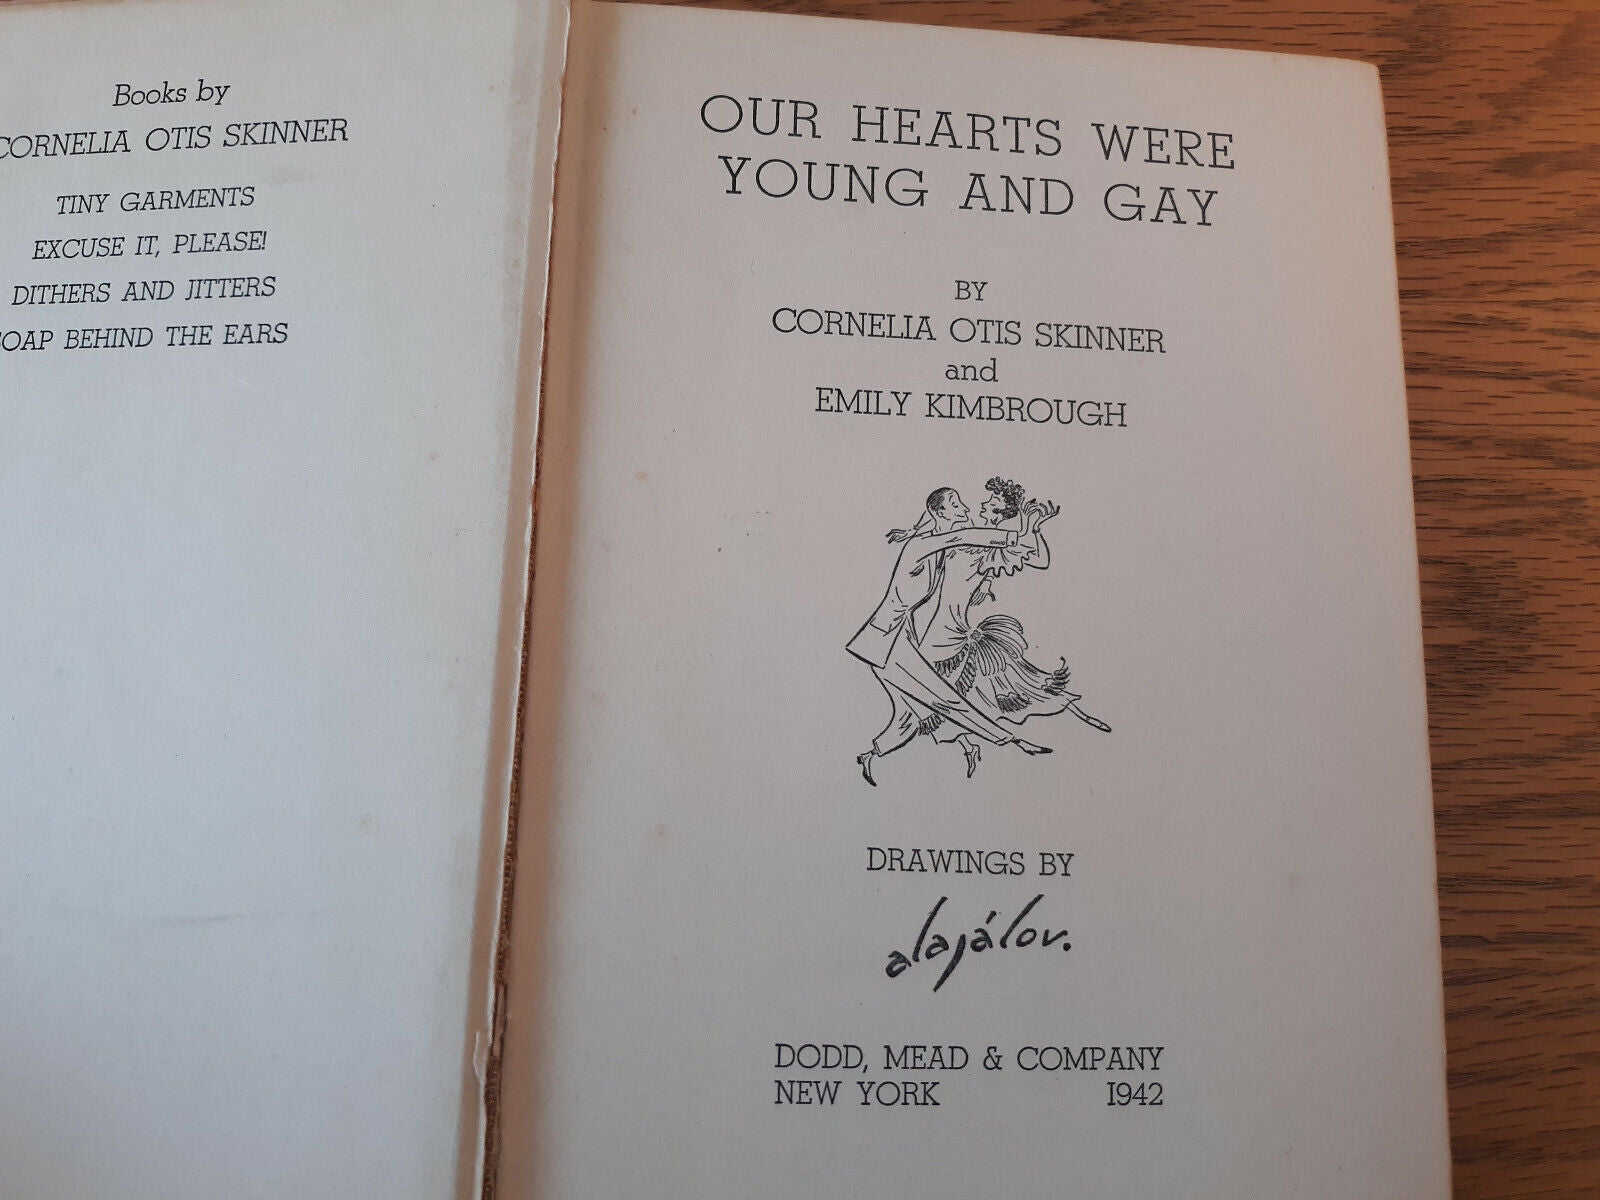 Books by
CORNELIA OTIS SKINNER
TINY GARMENTS
EXCUSE IT, PLEASE!
DITHERS AND JITTERS
OAP BEHIND THE EARS
OUR HEARTS WERE
YOUNG AND GAY
BY
CORNELIA OTIS SKINNER
and
EMILY KIMBROUGH
DRAWINGS BY
alajálov.
DODD, MEAD & COMPANY
NEW YORK 1942